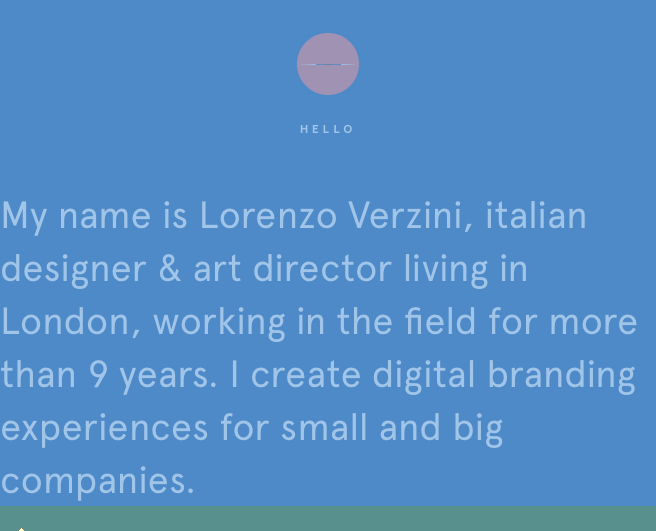 HELLO
My name is Lorenzo Verzini, italian
designer & art director living in
London, working in the field for more
than 9 years. I create digital branding
experiences for small and big
companies.